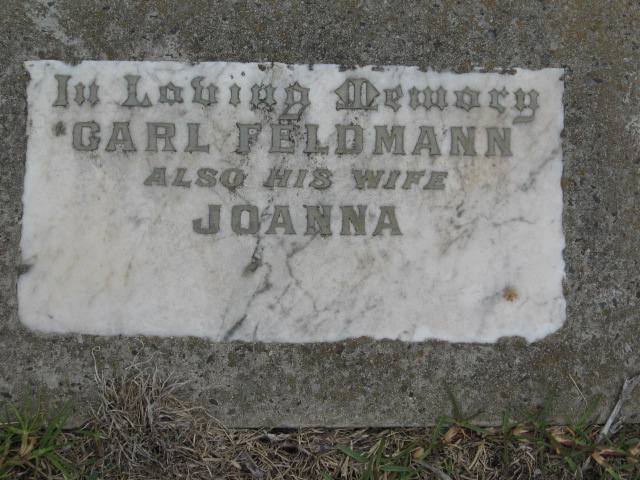 In Loving Memory
CARL FELDMANN
ALSO HIS WIFE
JOANNA